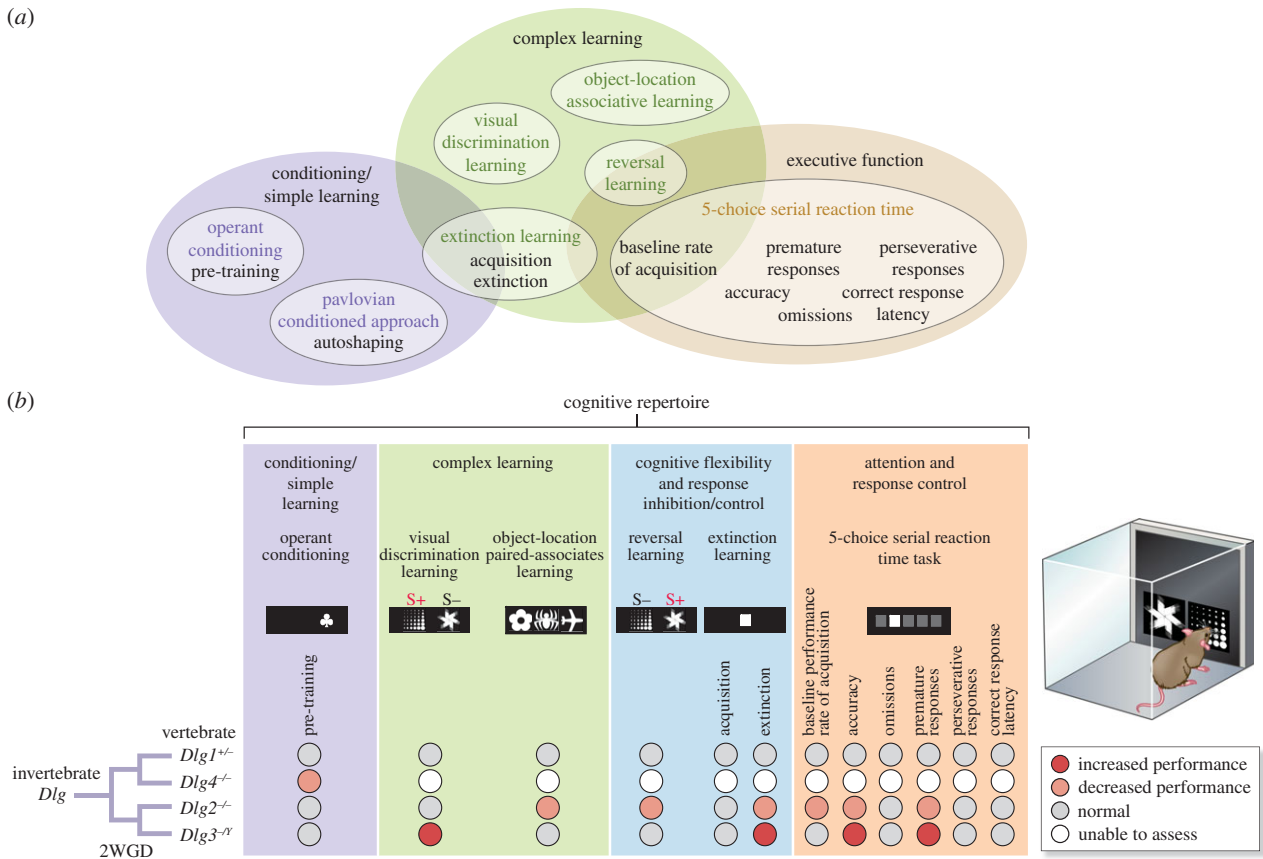 (a)
complex learning
object-location
associative learning
visual
discrimination
learning
reversal
learning
executive function
conditioning/
simple learning
5-choice serial reaction time
operant
conditioning
pre-training
extinction learning
acquisition
extinction
baseline rate
of acquisition
premature
responses
perseverative
responses
accuracy
correct response
latency
omissions
pavlovian
conditioned approach
autoshaping
(b)
cognitive repertoire
conditioning/
simple
learning
complex learning
cognitive flexibility
and response
inhibition/control
attention and
response control
operant
conditioning
visual
discrimination
learning
object-location
paired-associates
learning
reversal
learning
extinction
learning
5-choice serial reaction
time task
S+ S–
S– S+
pre-training
acquisition
extinction
baseline performance
rate of acquisition
accuracy
omissions
premature
responses
perseverative
responses
correct response
latency
vertebrate
invertebrate
Dlg
Dlg1+/–
Dlg4–/–
Dlg2–/–
Dlg3–/Y
2WGD
increased performance
decreased performance
normal
unable to assess